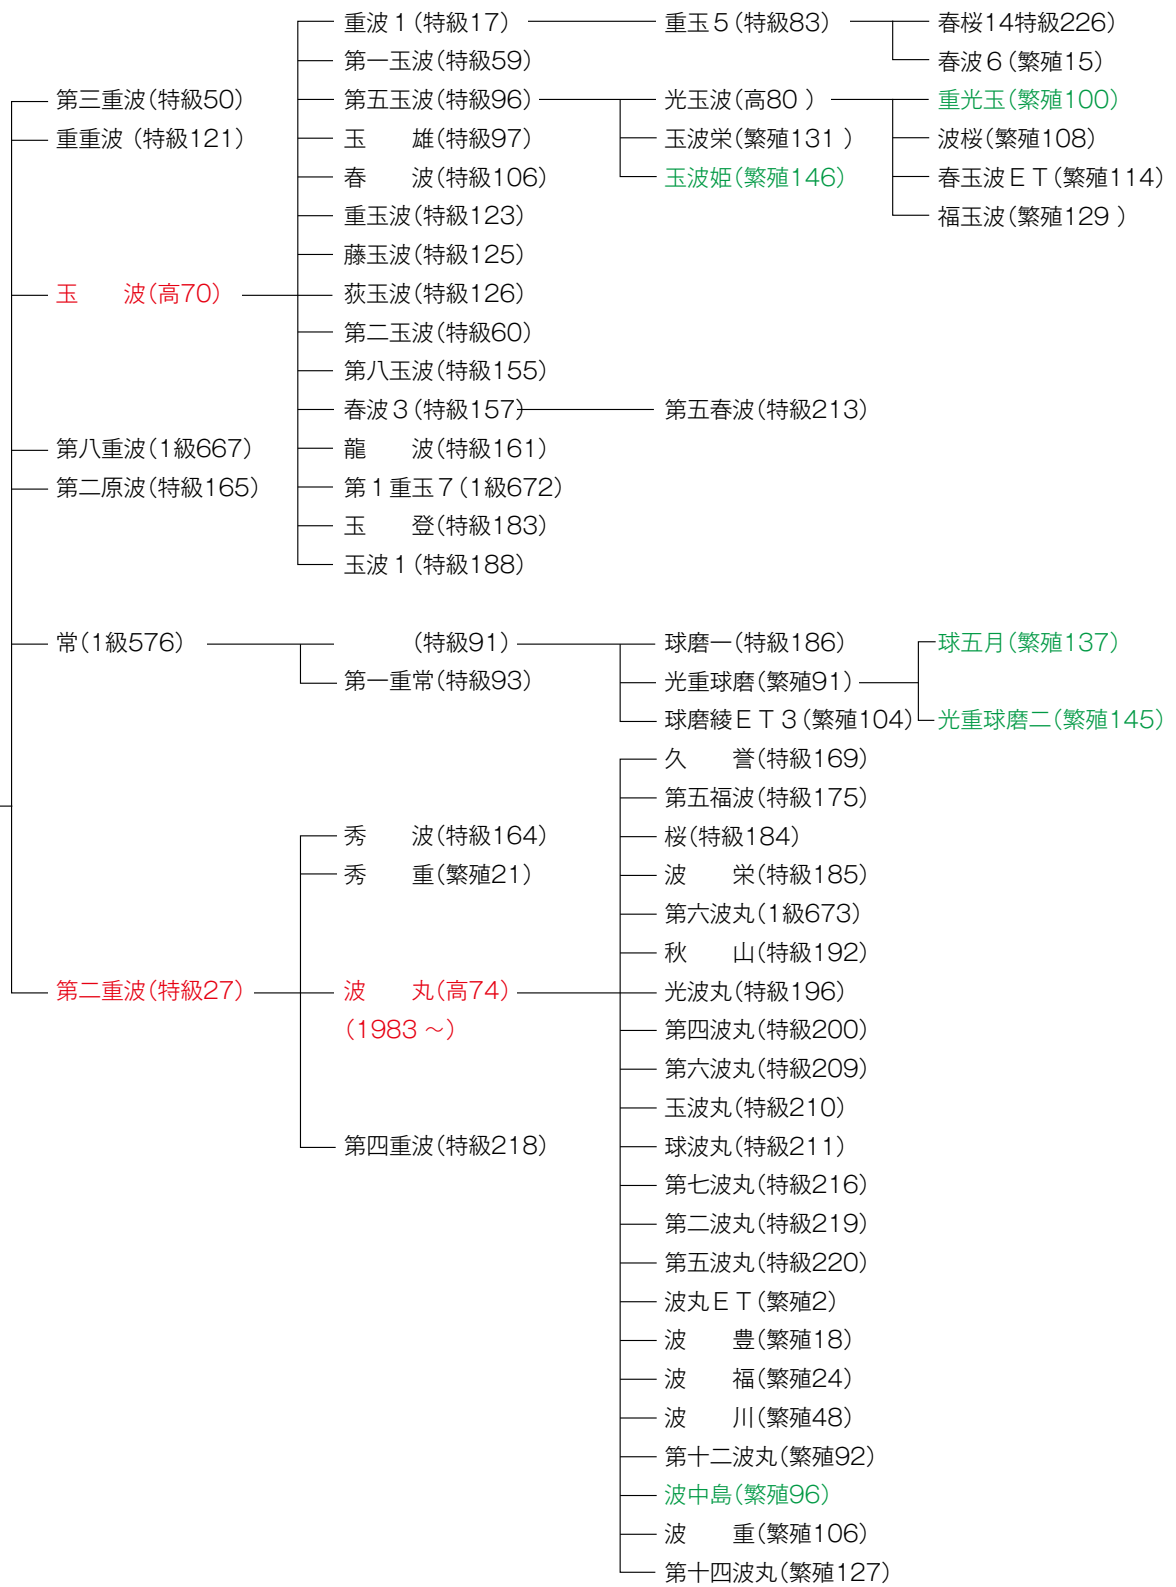 重波１（特級17） 重玉５（特級83） 春桜14特級226）
第一玉波（特級59） 春波６（繁殖15）
第三重波（特級50） 第五玉波（特級96） 光玉波（高80 ） 重光玉（繁殖100）
重重波（特級121） 玉　　雄（特級97） 玉波栄（繁殖131 ） 波桜（繁殖108）
春　　波（特級106） 玉波姫（繁殖146） 春玉波ＥＴ（繁殖114）
重玉波（特級123） 福玉波（繁殖129 ）
藤玉波（特級125）
玉　　波（高70） 荻玉波（特級126）
第二玉波（特級60）
第八玉波（特級155）
春波３（特級157） 第五春波（特級213）
第八重波（1級667） 龍　　波（特級161）
第二原波（特級165） 第１重玉７（1級672）
玉　　登（特級183）
玉波１（特級188）
常（1級576） （特級91） 球磨一（特級186） 球五月（繁殖137）
第一重常（特級93） 光重球磨（繁殖91）
球磨綾ＥＴ３（繁殖104） 光重球磨二（繁殖145）
久　　誉（特級169）
第五福波（特級175）
秀　　波（特級164） 桜（特級184）
秀　　重（繁殖21） 波　　栄（特級185）
第六波丸（1級673）
秋　　山（特級192）
第二重波（特級27） 波　　丸（高74） 光波丸（特級196）
（1983 ～） 第四波丸（特級200）
第六波丸（特級209）
玉波丸（特級210）
第四重波（特級218） 球波丸（特級211）
第七波丸（特級216）
第二波丸（特級219）
第五波丸（特級220）
波丸ＥＴ（繁殖2）
波　　豊（繁殖18）
波　　福（繁殖24）
波　　川（繁殖48）
第十二波丸（繁殖92）
波中島（繁殖96）
波　　重（繁殖106）
第十四波丸（繁殖127）